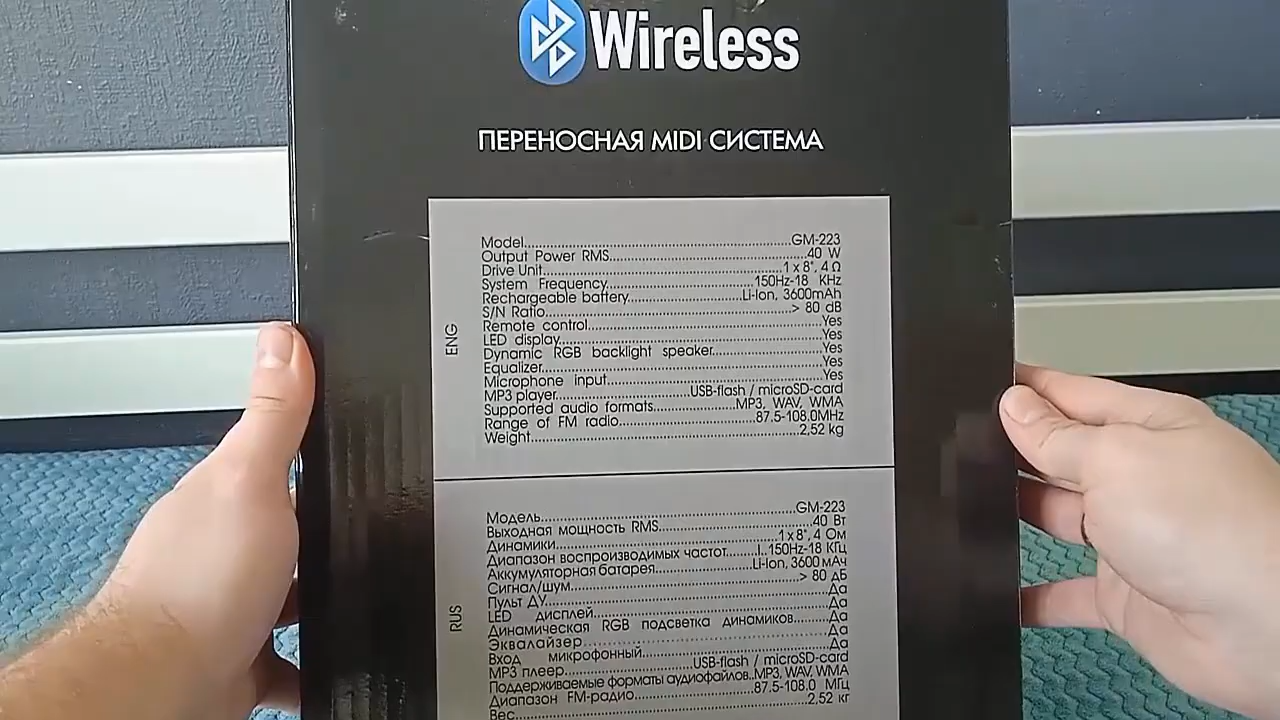 Wireless
ПЕРЕНОСНАЯ MIDI СИСТЕМА
ENG
Model....................GM-223
Output Power RMS....................40 W
Drive Unit....................1 x 8", 4 Ω
System Frequency....................150Hz-18 KHz
Rechargeable battery....................Li-Ion, 3600mAh
S/N Ratio....................> 80 dB
Remote control....................Yes
LED display....................Yes
Dynamic RGB backlight speaker....................Yes
Equalizer....................Yes
Microphone input....................Yes
MP3 player....................USB-flash / microSD-card
Supported audio formats....................MP3, WAV, WMA
Range of FM radio....................87.5-108.0MHz
Weight....................2,52 kg
RUS
Модель....................GM-223
Выходная мощность RMS....................40 Вт
Динамики....................1 x 8", 4 Ом
Диапазон воспроизводимых частот....................150Hz-18 КГц
Аккумуляторная батарея....................Li-Ion, 3600 мАч
Сигнал/шум....................> 80 дБ
Пульт ДУ....................Да
LED дисплей....................Да
Динамическая RGB подсветка динамиков....................Да
Эквалайзер....................Да
Вход микрофонный....................Да
MP3 плеер....................USB-flash / microSD-card
Поддерживаемые форматы аудиофайлов....................MP3, WAV, WMA
Диапазон FM-радио....................87.5-108.0 МГц
Вес....................2,52 кг